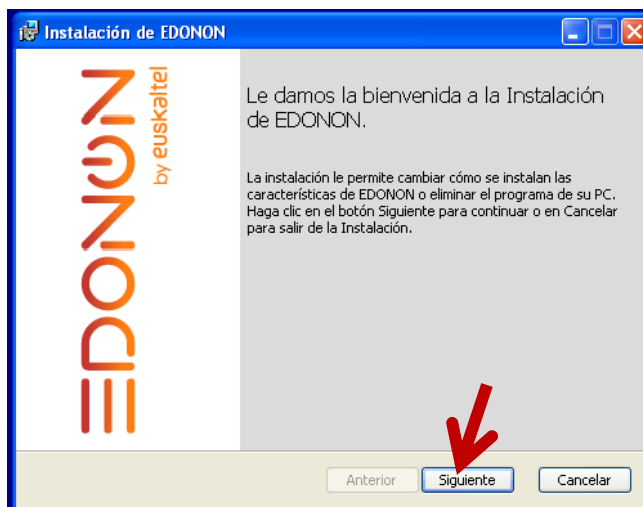 Instalación de EDONON
EDONON
by euskaltel
Le damos la bienvenida a la Instalación
de EDONON.
La instalación le permite cambiar cómo se instalan las
características de EDONON o eliminar el programa de su PC.
Haga clic en el botón Siguiente para continuar o en Cancelar
para salir de la Instalación.
Anterior
Siguiente
Cancelar